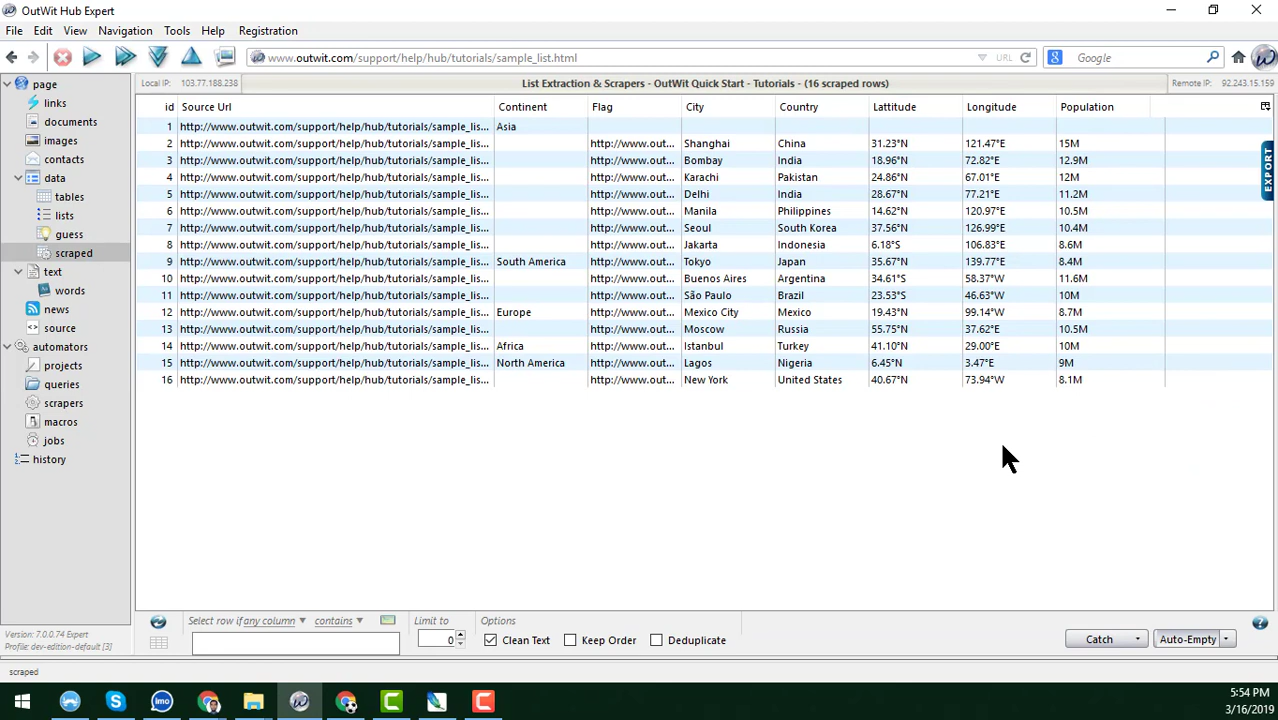 OutWit Hub Expert
File Edit View Navigation Tools Help Registration
www.outwit.com/support/help/hub/tutorials/sample_list.html URL Google
Local IP: 103.77.188.238 List Extraction & Scrapers - OutWit Quick Start - Tutorials - (16 scraped rows) Remote IP: 92.243.15.159
page
links
documents
images
contacts
data
tables
lists
guess
scraped
text
words
news
source
automators
projects
queries
scrapers
macros
jobs
history
id Source Url Continent Flag City Country Lattitude Longitude Population
1 http://www.outwit.com/support/help/hub/tutorials/sample_lis... Asia
2 http://www.outwit.com/support/help/hub/tutorials/sample_lis... http://www.out... Shanghai China 31.23°N 121.47°E 15M
3 http://www.outwit.com/support/help/hub/tutorials/sample_lis... http://www.out... Bombay India 18.96°N 72.82°E 12.9M
4 http://www.outwit.com/support/help/hub/tutorials/sample_lis... http://www.out... Karachi Pakistan 24.86°N 67.01°E 12M
5 http://www.outwit.com/support/help/hub/tutorials/sample_lis... http://www.out... Delhi India 28.67°N 77.21°E 11.2M
6 http://www.outwit.com/support/help/hub/tutorials/sample_lis... http://www.out... Manila Philippines 14.62°N 120.97°E 10.5M
7 http://www.outwit.com/support/help/hub/tutorials/sample_lis... http://www.out... Seoul South Korea 37.56°N 126.99°E 10.4M
8 http://www.outwit.com/support/help/hub/tutorials/sample_lis... http://www.out... Jakarta Indonesia 6.18°S 106.83°E 8.6M
9 http://www.outwit.com/support/help/hub/tutorials/sample_lis... South America http://www.out... Tokyo Japan 35.67°N 139.77°E 8.4M
10 http://www.outwit.com/support/help/hub/tutorials/sample_lis... http://www.out... Buenos Aires Argentina 34.61°S 58.37°W 11.6M
11 http://www.outwit.com/support/help/hub/tutorials/sample_lis... http://www.out... São Paulo Brazil 23.53°S 46.63°W 10M
12 http://www.outwit.com/support/help/hub/tutorials/sample_lis... Europe http://www.out... Mexico City Mexico 19.43°N 99.14°W 8.7M
13 http://www.outwit.com/support/help/hub/tutorials/sample_lis... http://www.out... Moscow Russia 55.75°N 37.62°E 10.5M
14 http://www.outwit.com/support/help/hub/tutorials/sample_lis... Africa http://www.out... Istanbul Turkey 41.10°N 29.00°E 10M
15 http://www.outwit.com/support/help/hub/tutorials/sample_lis... North America http://www.out... Lagos Nigeria 6.45°N 3.47°E 9M
16 http://www.outwit.com/support/help/hub/tutorials/sample_lis... http://www.out... New York United States 40.67°N 73.94°W 8.1M
EXPORT
Select row if any column contains Limit to Options
0 Clean Text Keep Order Deduplicate Catch Auto-Empty
Version: 7.0.0.74 Expert
Profile: dev-edition-default [3]
scraped
imo
5:54 PM
3/16/2019